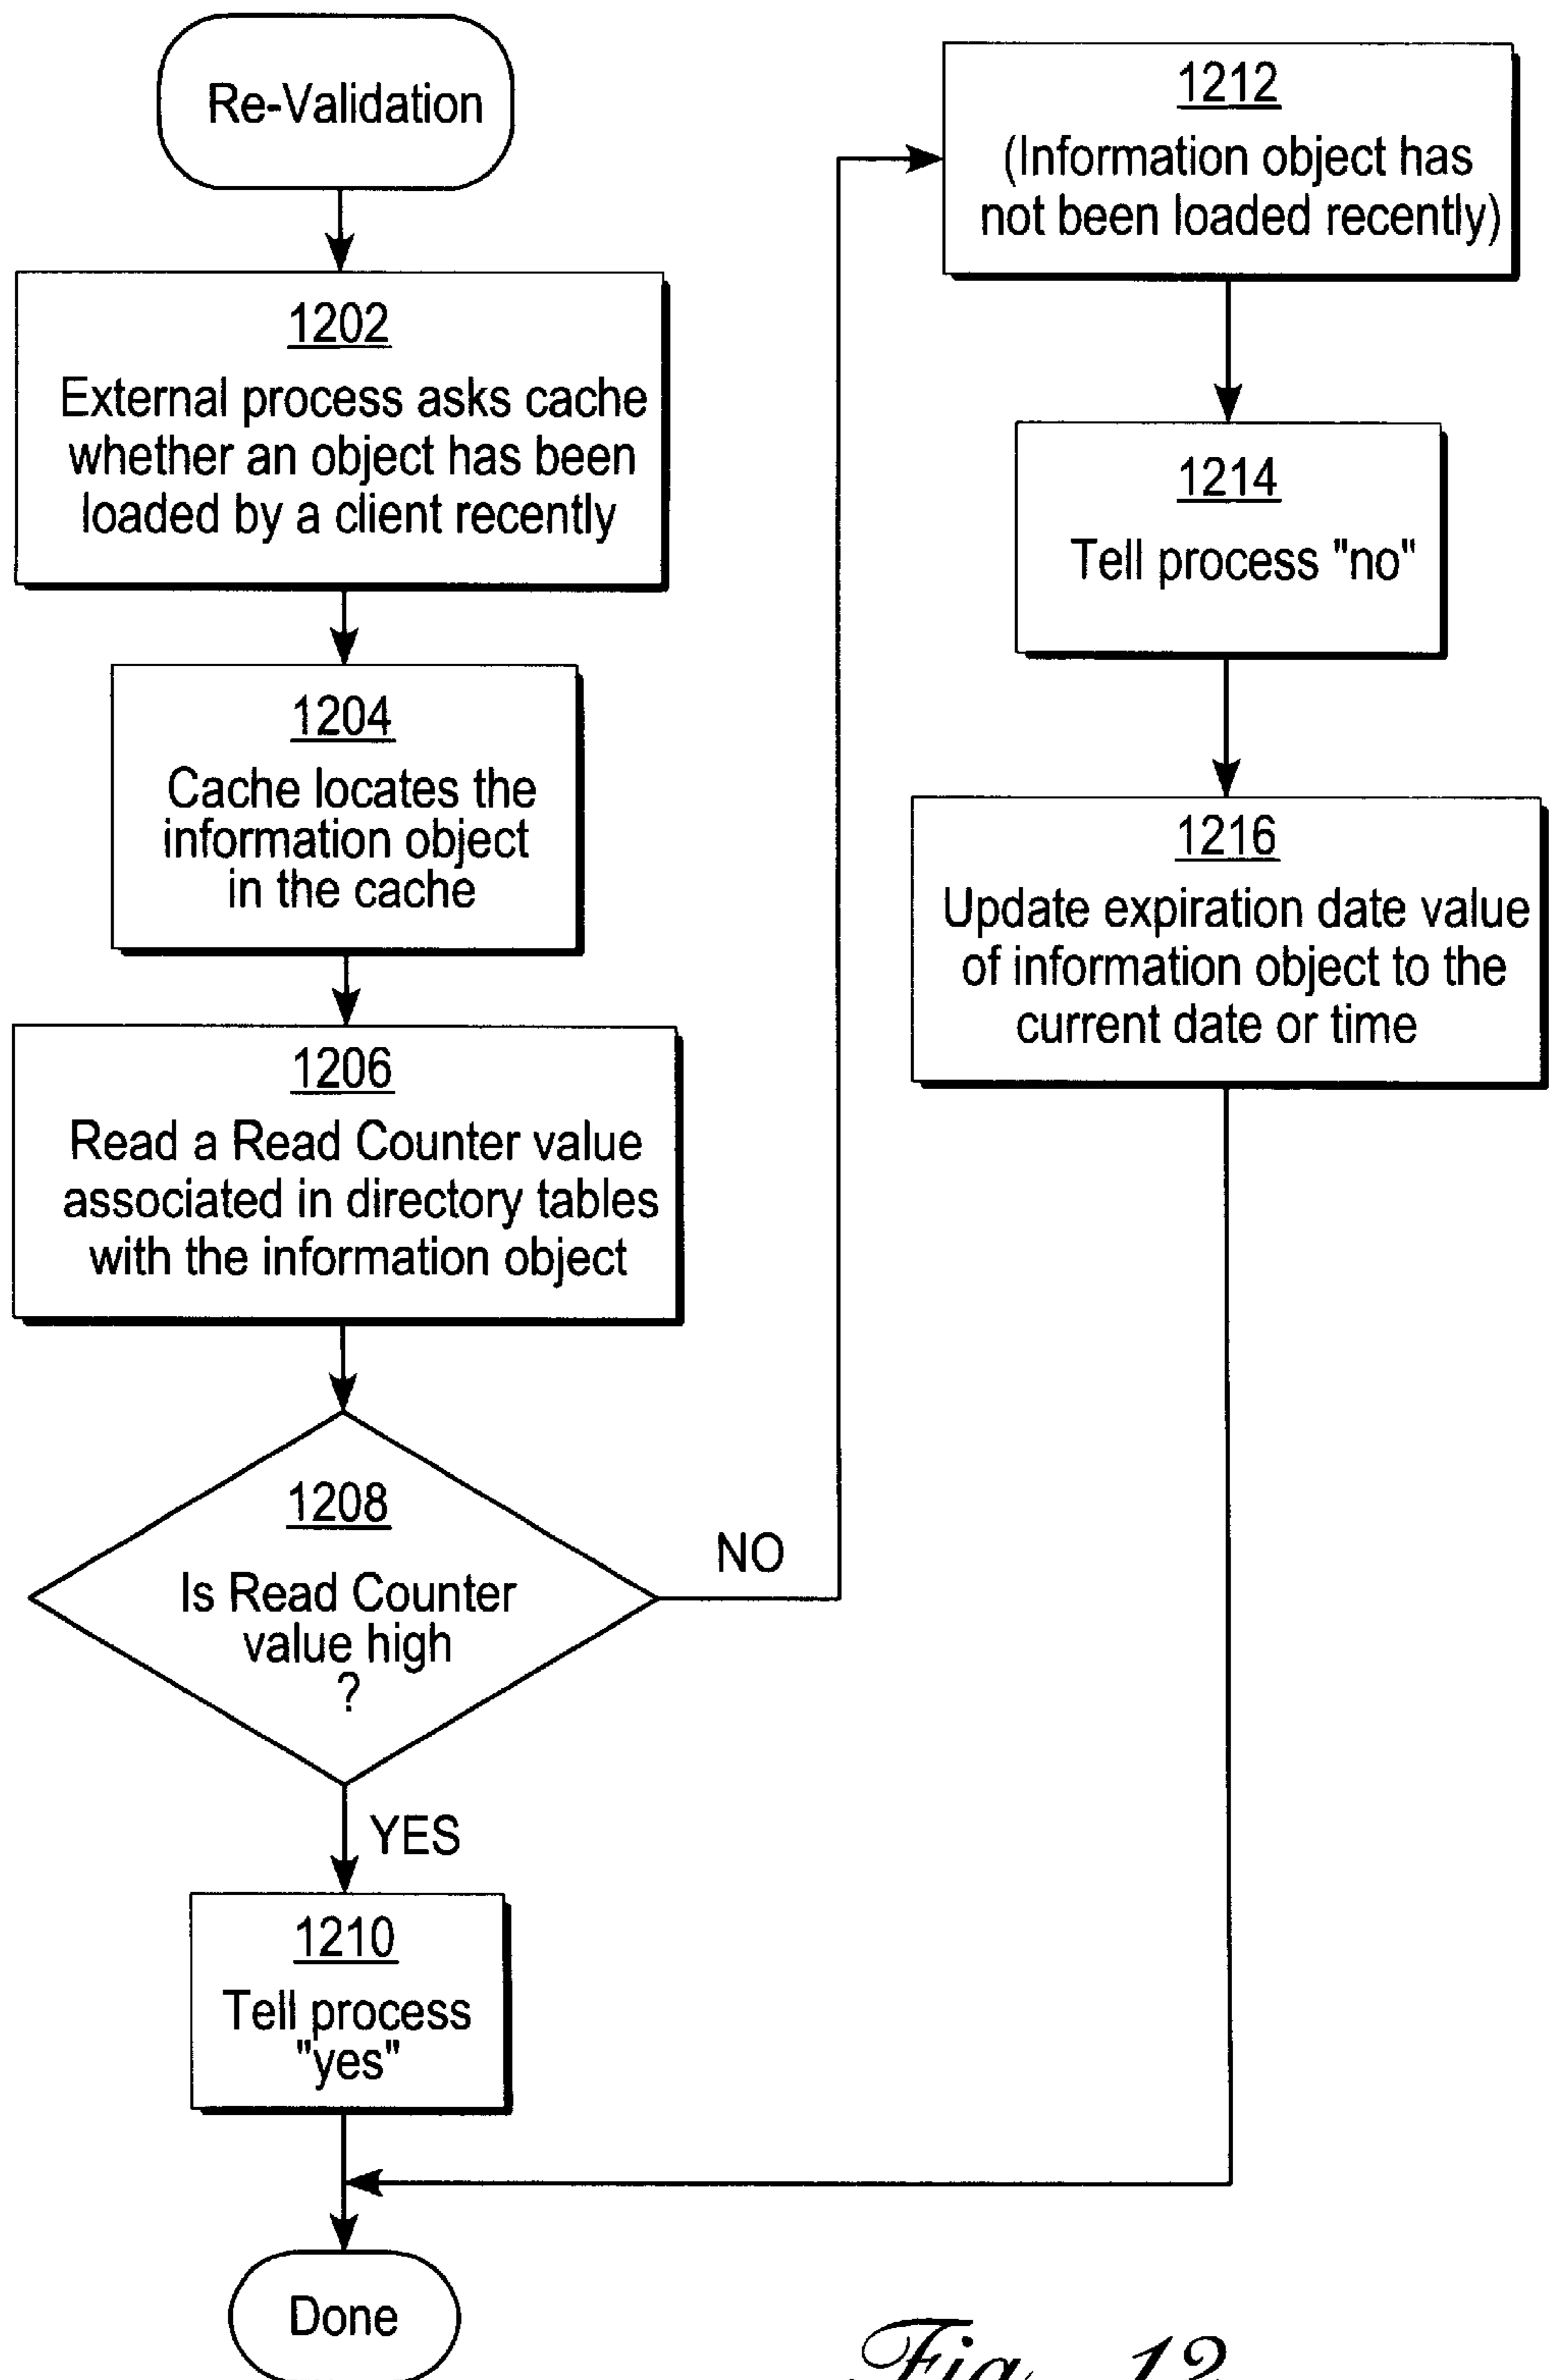 Re-Validation
1202
External process asks cache
whether an object has been
loaded by a client recently
1204
Cache locates the
information object
in the cache
1206
Read a Read Counter value
associated in directory tables
with the information object
1208
Is Read Counter
value high
?
NO
YES
1210
Tell process
"yes"
Done
1212
(Information object has
not been loaded recently)
1214
Tell process "no"
1216
Update expiration date value
of information object to the
current date or time
Fig. 12